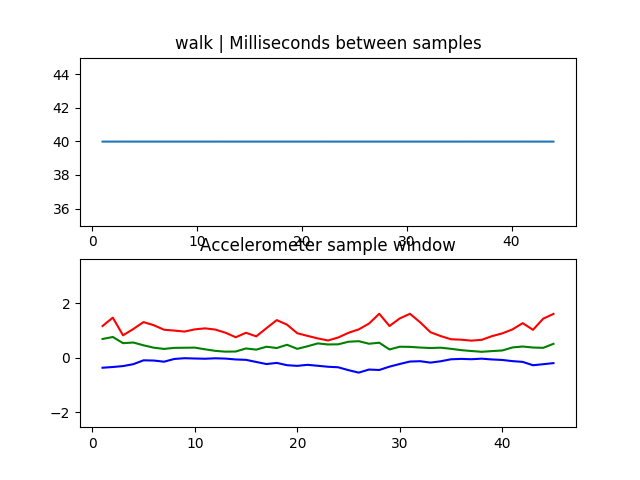 walk | Milliseconds between samples
44
42
40
38
36
0 10 20 30 40
Accelerometer sample window
2
0
−2
0 10 20 30 40